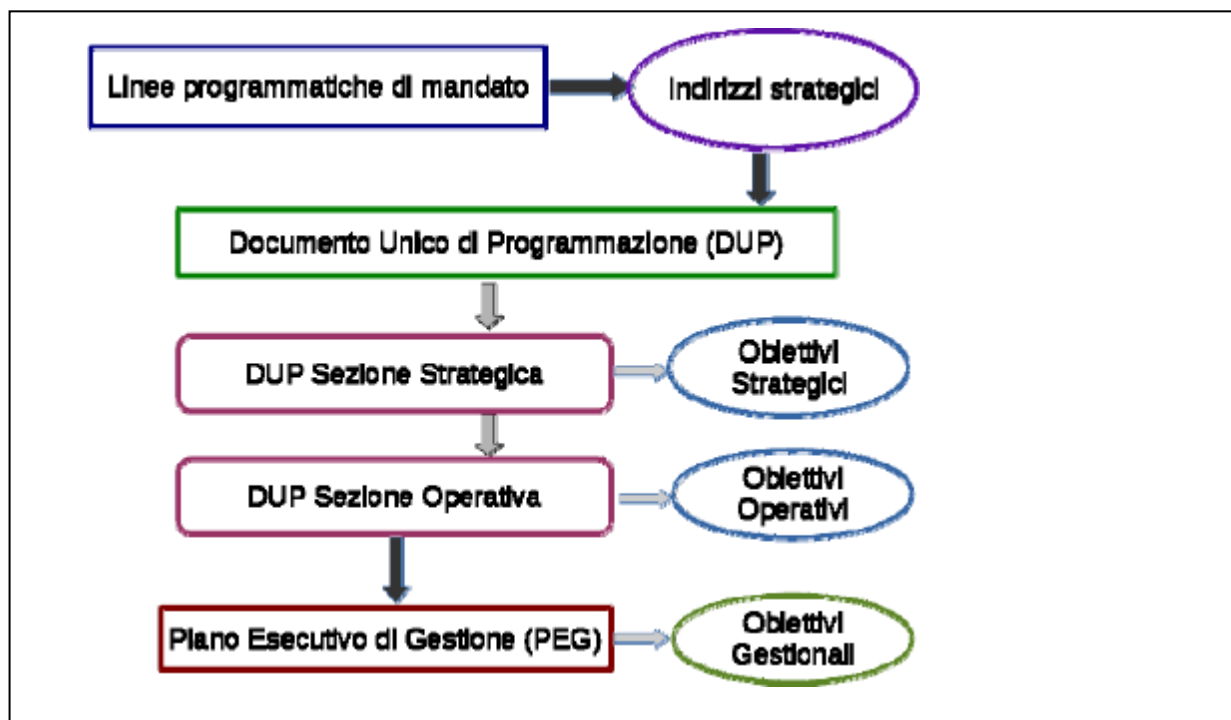 Linee programmatiche di mandato
Indirizzi strategici
Documento Unico di Programmazione (DUP)
DUP Sezione Strategica
Obiettivi
Strategici
DUP Sezione Operativa
Obiettivi
Operativi
Piano Esecutivo di Gestione (PEG)
Obiettivi
Gestionali